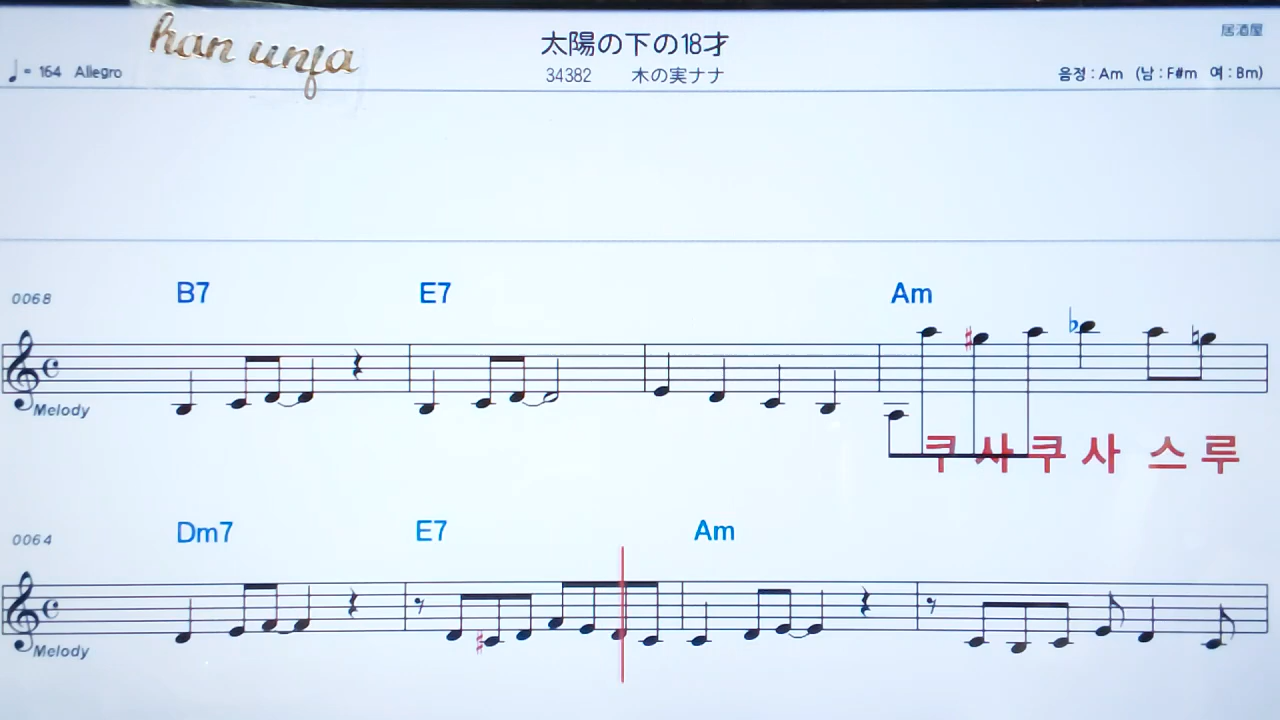 han unja
太陽の下の18才
居酒屋
♩= 164 Allegro
34382 木の実ナナ
음정 : Am (남 : F#m 여 : Bm)
B7 E7 Am
0068
Melody
쿠 사 쿠 사 스 루
Dm7 E7 Am
0064
Melody